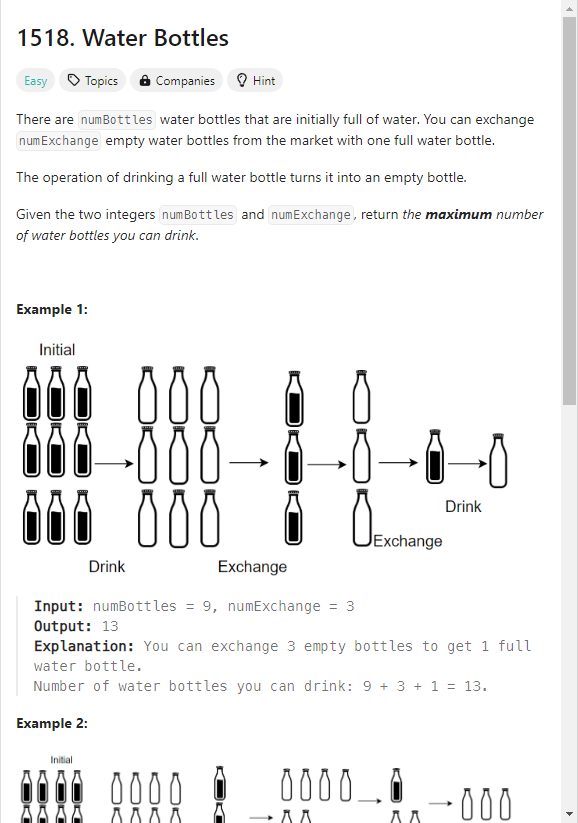 1518. Water Bottles
Easy Topics Companies Hint
There are numBottles water bottles that are initially full of water. You can exchange
numExchange empty water bottles from the market with one full water bottle.
The operation of drinking a full water bottle turns it into an empty bottle.
Given the two integers numBottles and numExchange, return the maximum number
of water bottles you can drink.
Example 1:
Initial
Drink
Exchange
Exchange
Drink
Input: numBottles = 9, numExchange = 3
Output: 13
Explanation: You can exchange 3 empty bottles to get 1 full
water bottle.
Number of water bottles you can drink: 9 + 3 + 1 = 13.
Example 2:
Initial